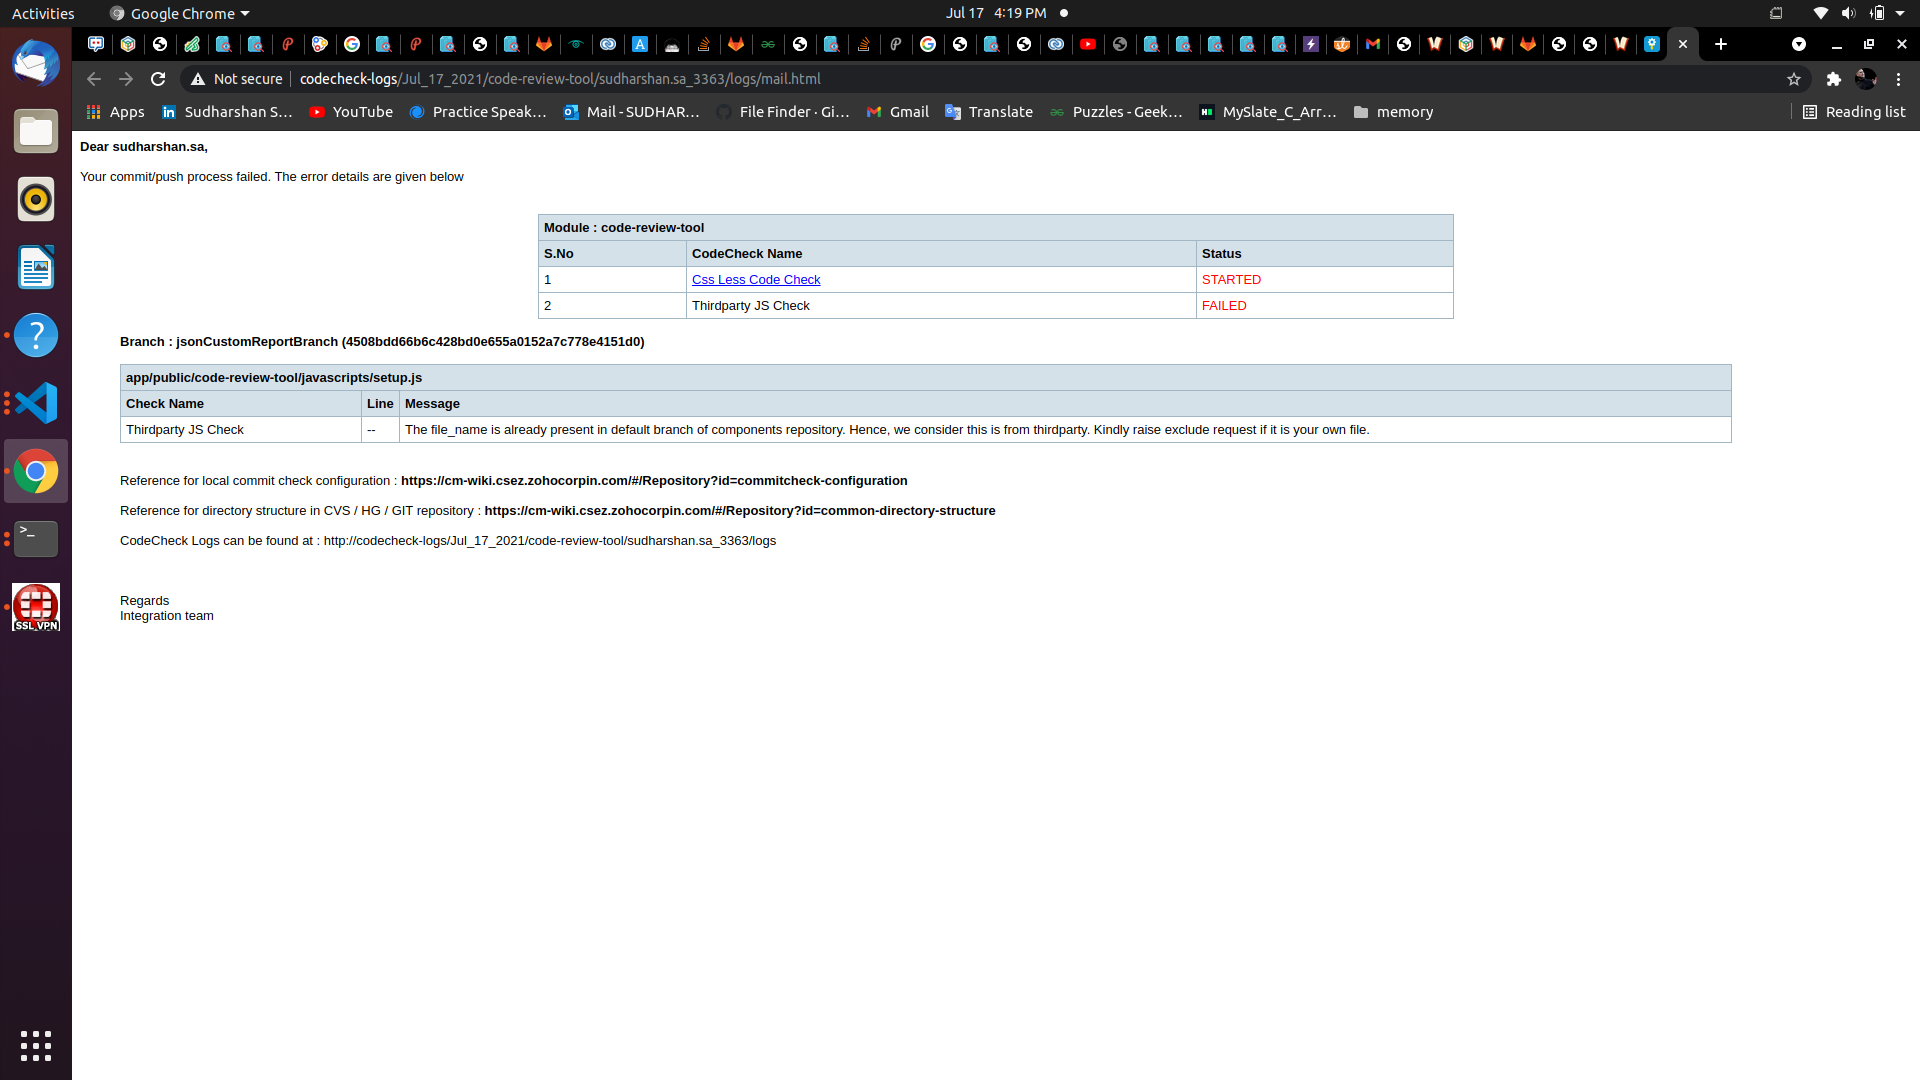 Activities
Google Chrome
Jul 17 4:19 PM
Not secure
codecheck-logs/Jul_17_2021/code-review-tool/sudharshan.sa_3363/logs/mail.html
Apps
Sudharshan S...
YouTube
Practice Speak...
Mail - SUDHAR...
File Finder · Gi...
Gmail
Translate
Puzzles - Geek...
MySlate_C_Arr...
memory
Reading list
Dear sudharshan.sa,
Your commit/push process failed. The error details are given below
Module : code-review-tool
S.No CodeCheck Name Status
1 Css Less Code Check STARTED
2 Thirdparty JS Check FAILED
Branch : jsonCustomReportBranch (4508bdd66b6c428bd0e655a0152a7c778e4151d0)
app/public/code-review-tool/javascripts/setup.js
Check Name Line Message
Thirdparty JS Check -- The file_name is already present in default branch of components repository. Hence, we consider this is from thirdparty. Kindly raise exclude request if it is your own file.
Reference for local commit check configuration : https://cm-wiki.csez.zohocorpin.com/#/Repository?id=commitcheck-configuration
Reference for directory structure in CVS / HG / GIT repository : https://cm-wiki.csez.zohocorpin.com/#/Repository?id=common-directory-structure
CodeCheck Logs can be found at : http://codecheck-logs/Jul_17_2021/code-review-tool/sudharshan.sa_3363/logs
Regards
Integration team
SSL VPN